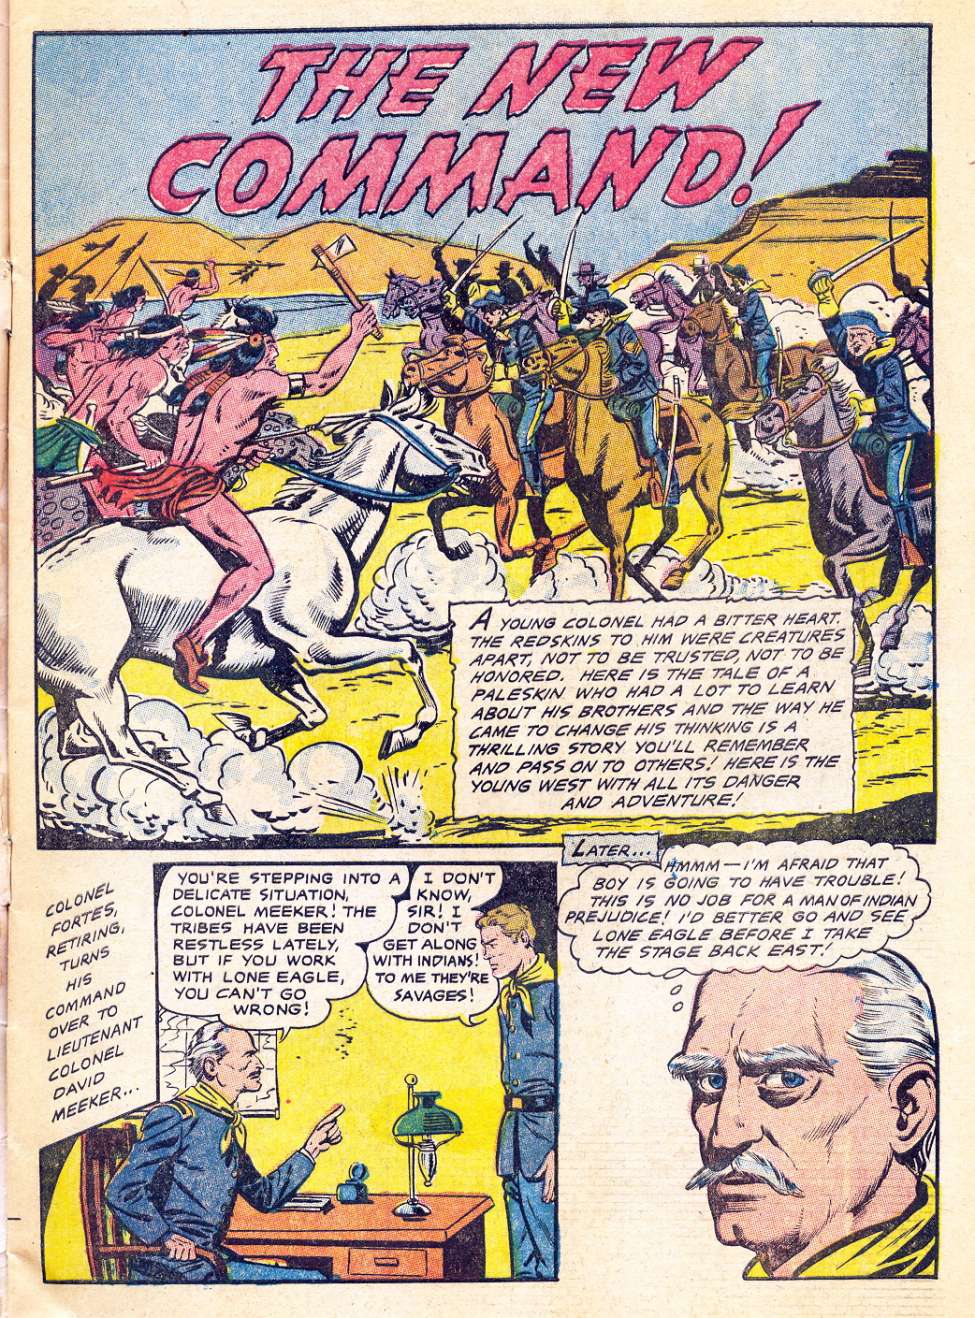 THE NEW
COMMAND!
A YOUNG COLONEL HAD A BITTER HEART.
THE REDSKINS TO HIM WERE CREATURES
APART, NOT TO BE TRUSTED, NOT TO BE
HONORED. HERE IS THE TALE OF A
PALESKIN WHO HAD A LOT TO LEARN
ABOUT HIS BROTHERS AND THE WAY HE
CAME TO CHANGE HIS THINKING IS A
THRILLING STORY YOU'LL REMEMBER
AND PASS ON TO OTHERS! HERE IS THE
YOUNG WEST WITH ALL ITS DANGER
AND ADVENTURE!
COLONEL
FORTES,
RETIRING,
TURNS
HIS
COMMAND
OVER TO
LIEUTENANT
COLONEL
DAVID
MEEKER...
YOU'RE STEPPING INTO A
DELICATE SITUATION,
COLONEL MEEKER! THE
TRIBES HAVE BEEN
RESTLESS LATELY,
BUT IF YOU WORK
WITH LONE EAGLE,
YOU CAN'T GO
WRONG!
I DON'T
KNOW,
SIR! I
DON'T
GET ALONG
WITH INDIANS!
TO ME THEY'RE
SAVAGES!
LATER...
HMMM—I'M AFRAID THAT
BOY IS GOING TO HAVE TROUBLE!
THIS IS NO JOB FOR A MAN OF INDIAN
PREJUDICE! I'D BETTER GO AND SEE
LONE EAGLE BEFORE I TAKE
THE STAGE BACK EAST!